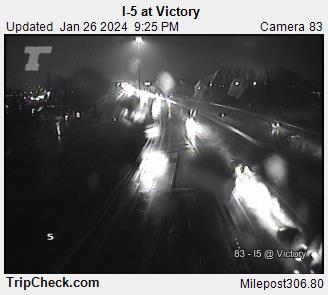 I-5 at Victory
Updated Jan 26 2024 9:25 PM Camera 83
T
S
83 - I5 @ Victory
TripCheck.com Milepost306.80